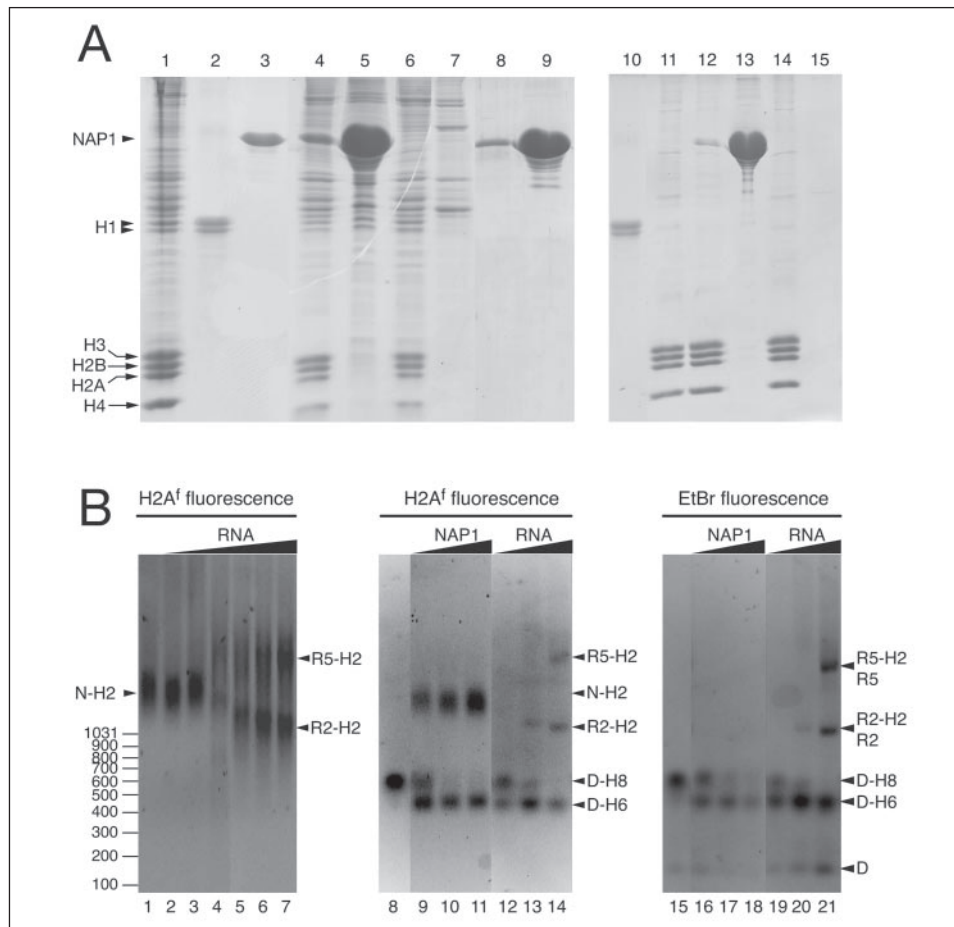 A
1 2 3 4 5 6 7 8 9 10 11 12 13 14 15
NAP1
H1
H3
H2B
H2A
H4
B
H2Aᶠ fluorescence H2Aᶠ fluorescence EtBr fluorescence
RNA NAP1 RNA NAP1 RNA
R5-H2 R5-H2 R5-H2
R5
N-H2 N-H2
R2-H2 R2-H2 R2-H2
R2
1031
900
800
700
600
500
400
300
200
100
D-H8 D-H8
D-H6 D-H6
D
1 2 3 4 5 6 7 8 9 10 11 12 13 14 15 16 17 18 19 20 21